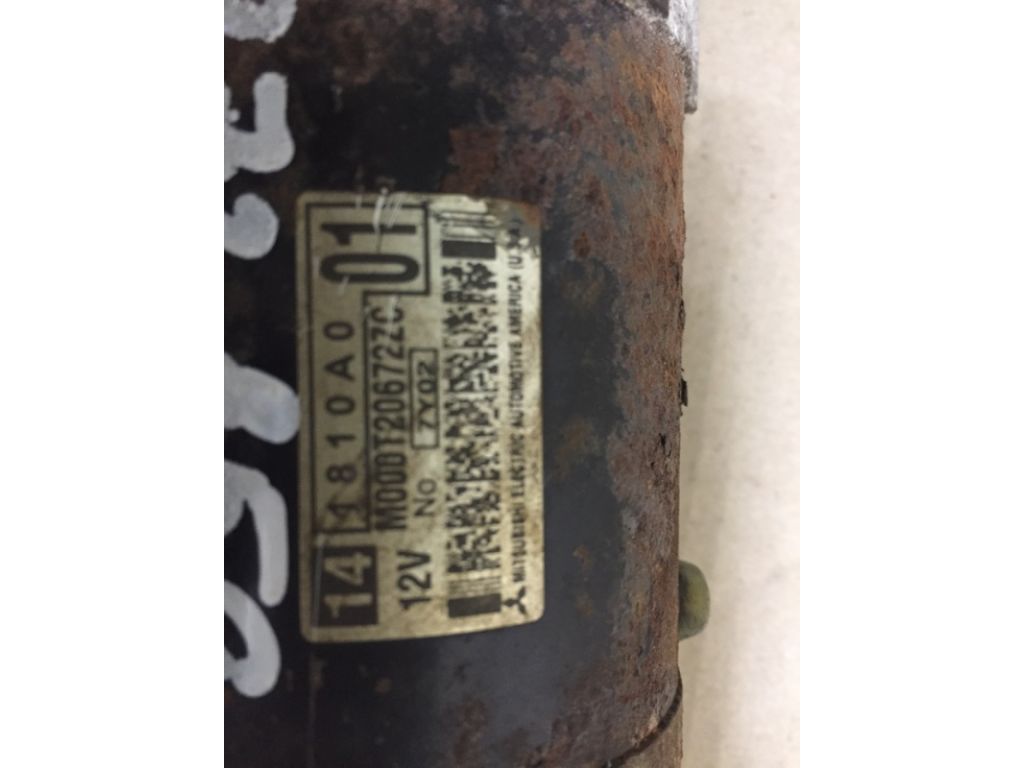 14 1810A0 01
M000T20672ZC
12V No. 7Y02
MITSUBISHI ELECTRIC AUTOMOTIVE AMERICA (U.S.A)